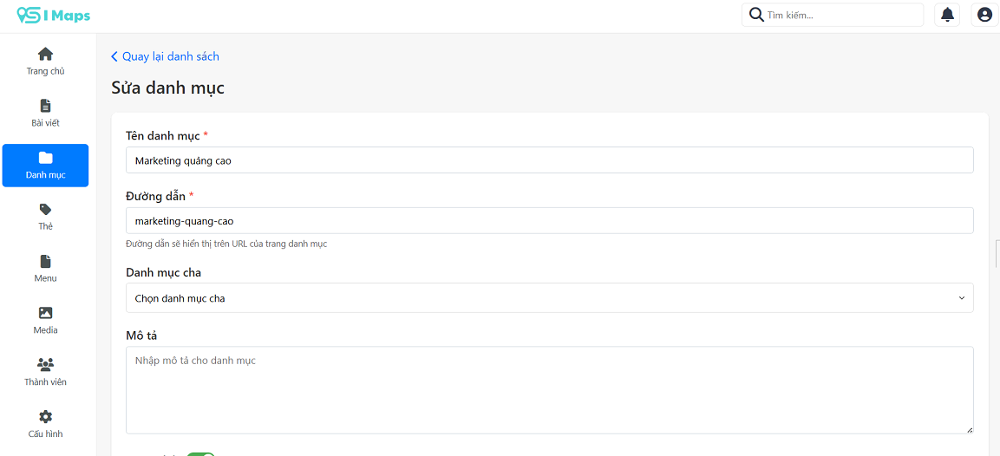 SI Maps
Tìm kiếm...
Trang chủ
Bài viết
Danh mục
Thẻ
Menu
Media
Thành viên
Cấu hình
Quay lại danh sách
Sửa danh mục
Tên danh mục *
Marketing quảng cao
Đường dẫn *
marketing-quang-cao
Đường dẫn sẽ hiển thị trên URL của trang danh mục
Danh mục cha
Chọn danh mục cha
Mô tả
Nhập mô tả cho danh mục